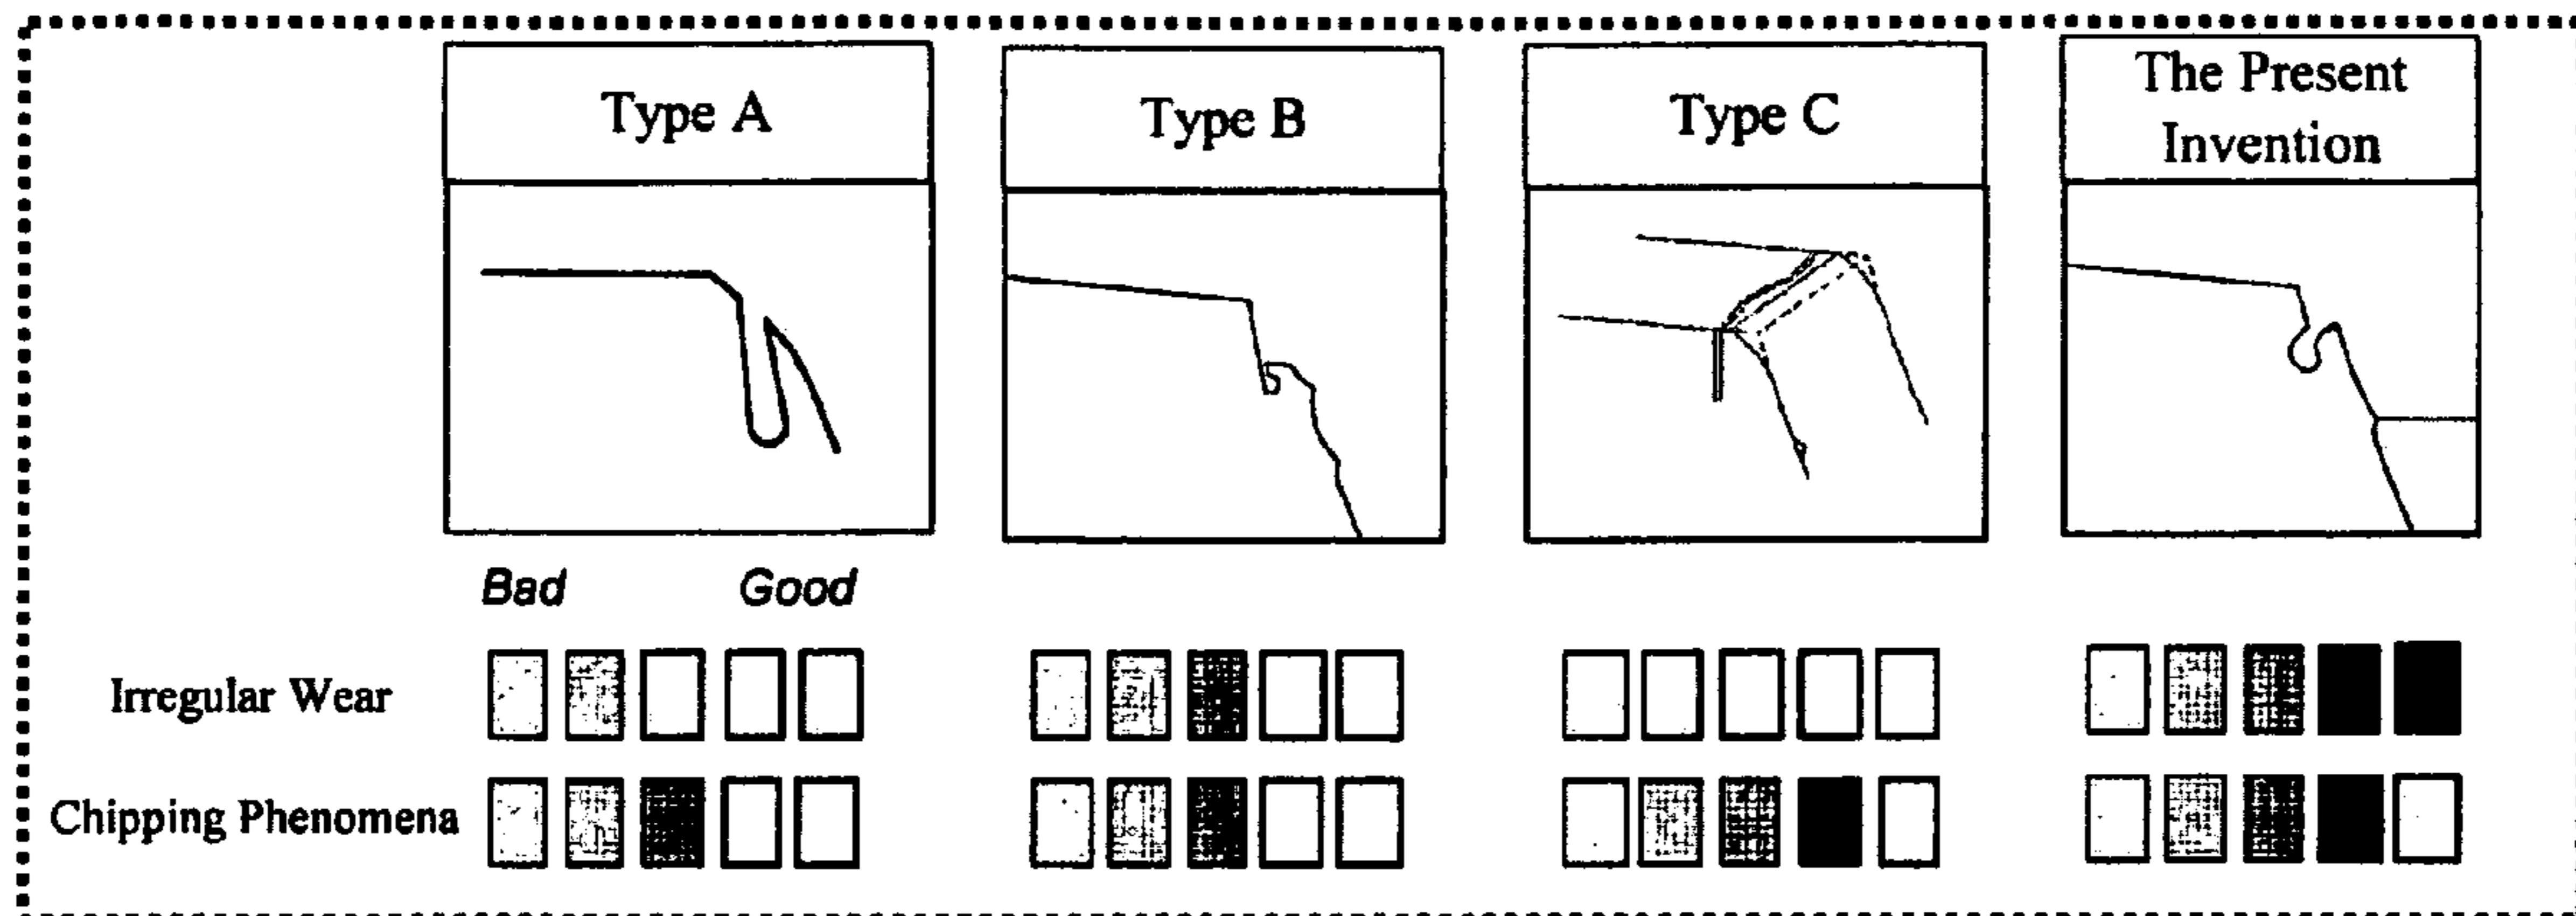 Type A
Type B
Type C
The Present
Invention
Bad Good
Irregular Wear
Chipping Phenomena